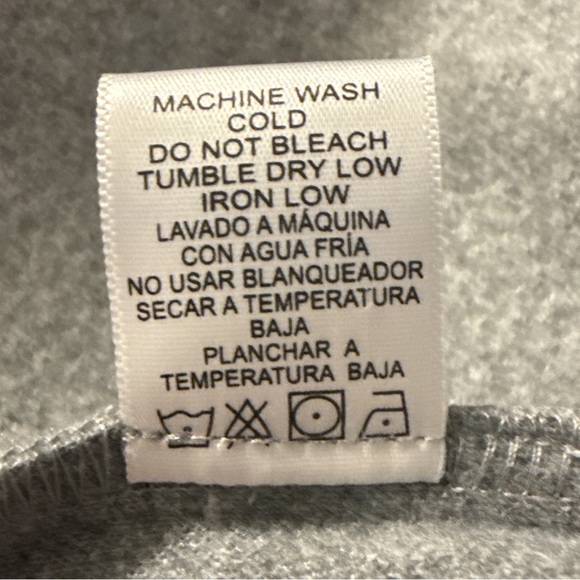 MACHINE WASH
COLD
DO NOT BLEACH
TUMBLE DRY LOW
IRON LOW
LAVADO A MÁQUINA
CON AGUA FRÍA
NO USAR BLANQUEADOR
SECAR A TEMPERATURA
BAJA
PLANCHAR A
TEMPERATURA BAJA